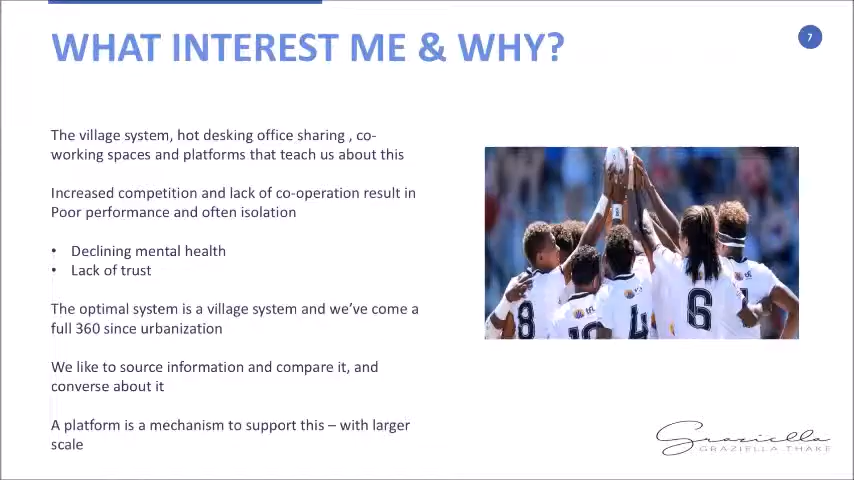 WHAT INTEREST ME & WHY?
7
The village system, hot desking office sharing , co-
working spaces and platforms that teach us about this
Increased competition and lack of co-operation result in
Poor performance and often isolation
• Declining mental health
• Lack of trust
The optimal system is a village system and we've come a
full 360 since urbanization
We like to source information and compare it, and
converse about it
A platform is a mechanism to support this – with larger
scale
8
4
6
Graziella
GRAZIELLA THAKE